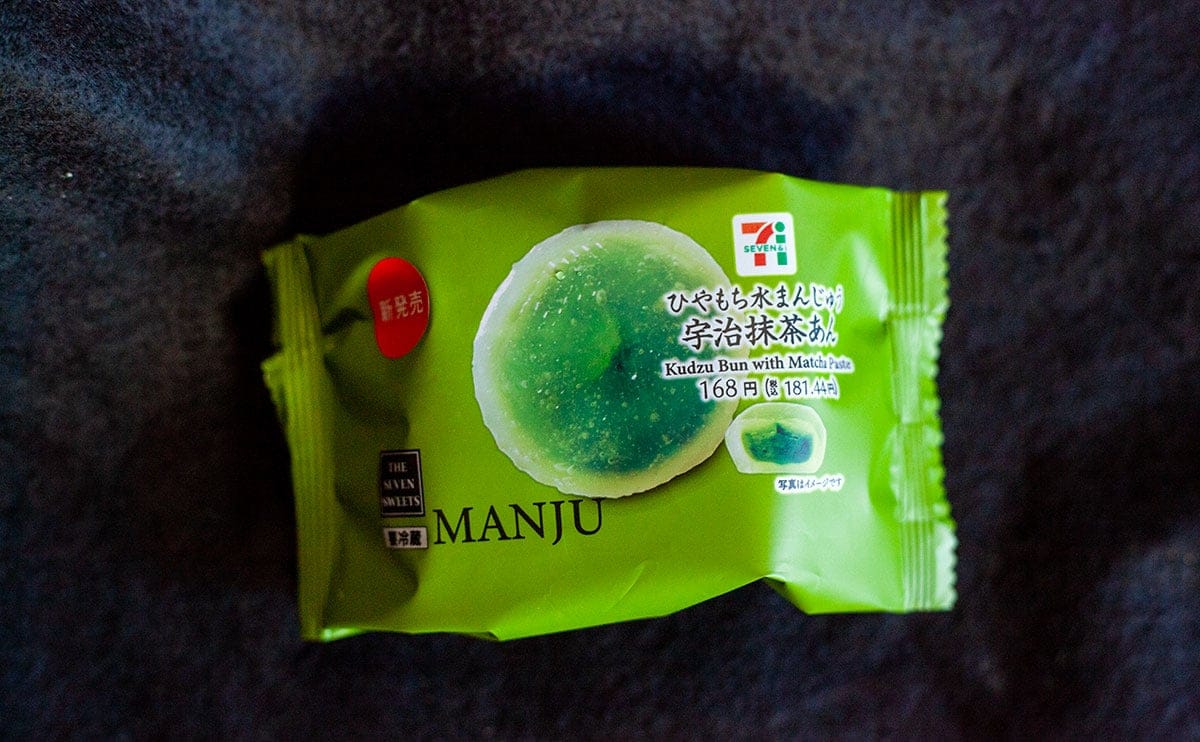 新発売
7i
SEVEN&i
ひやもち水まんじゅう
宇治抹茶あん
Kudzu Bun with Matcha Paste
168円(税込181.44円)
写真はイメージです
THE
SEVEN
SWEETS
要冷蔵
MANJU